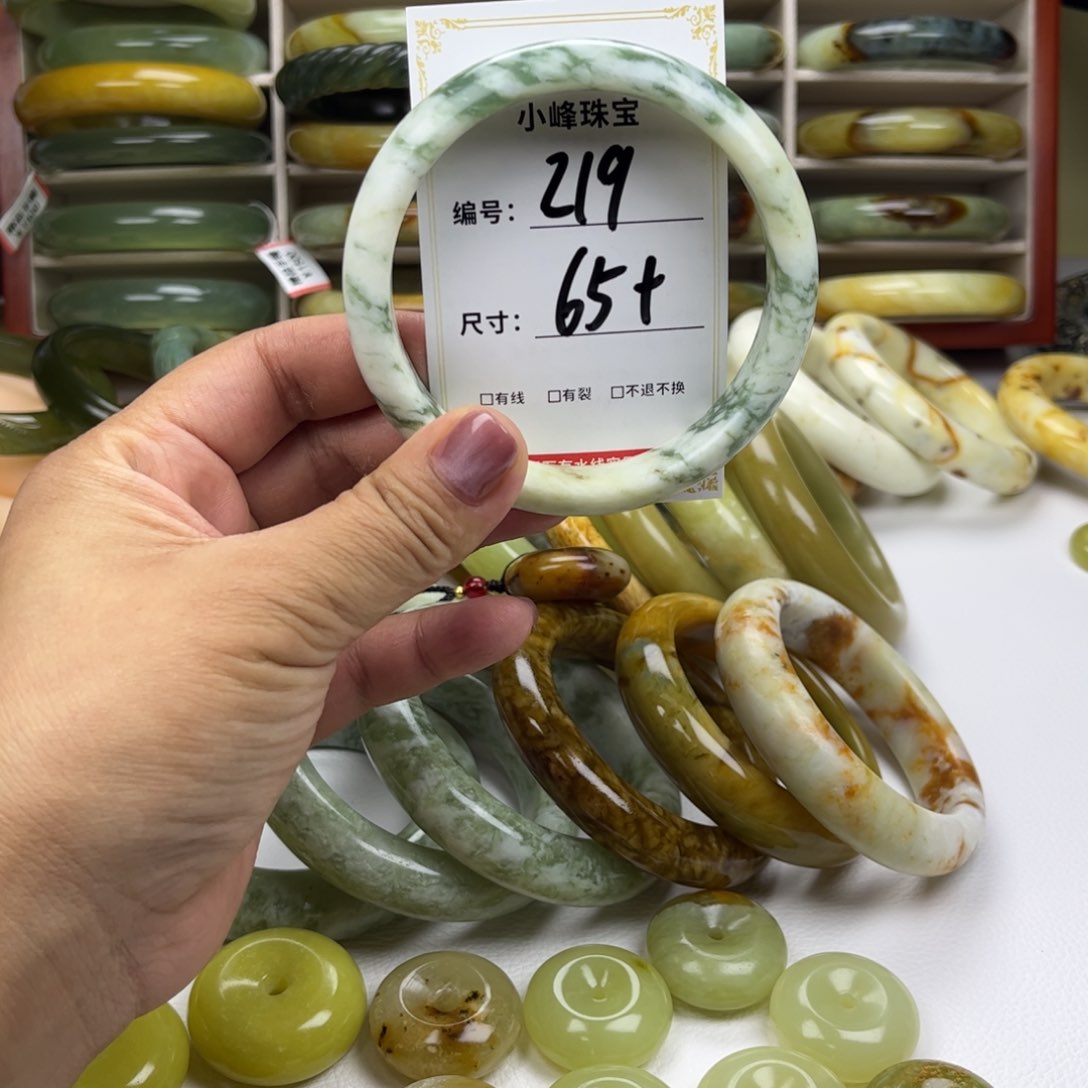 小峰珠宝
编号： 219
尺寸： 65+
□有线 □有裂 □不退不换